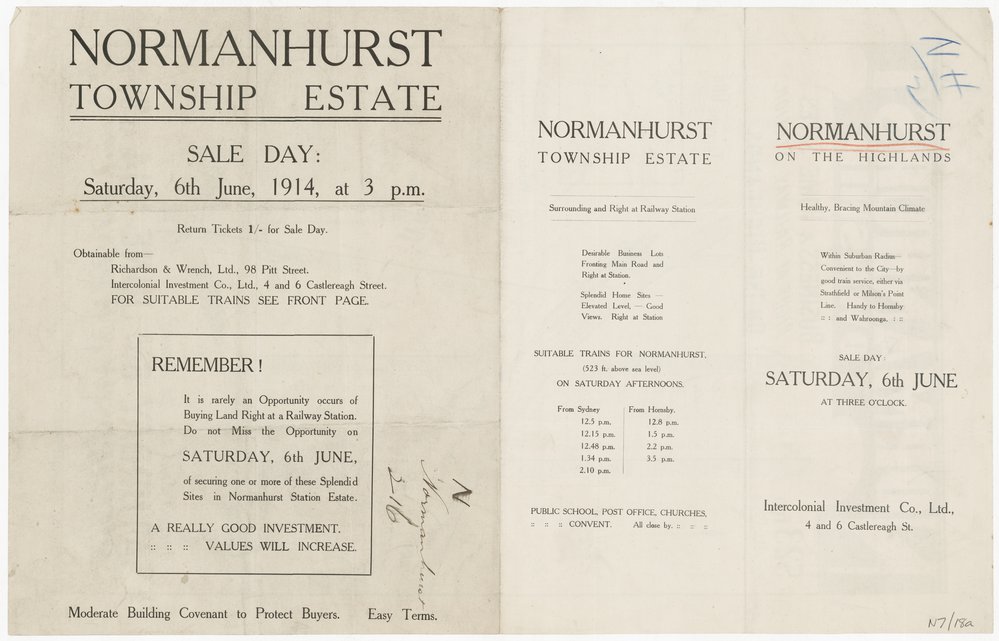 NORMANHURST
TOWNSHIP ESTATE
SALE DAY:
Saturday, 6th June, 1914, at 3 p.m.
Return Tickets 1/- for Sale Day.
Obtainable from—
Richardson & Wrench, Ltd., 98 Pitt Street.
Intercolonial Investment Co., Ltd., 4 and 6 Castlereagh Street.
FOR SUITABLE TRAINS SEE FRONT PAGE.
REMEMBER!
It is rarely an Opportunity occurs of
Buying Land Right at a Railway Station.
Do not Miss the Opportunity on
SATURDAY, 6th JUNE,
of securing one or more of these Splendid
Sites in Normanhurst Station Estate.
A REALLY GOOD INVESTMENT.
:: :: :: VALUES WILL INCREASE.
N
Normanhurst
216
Moderate Building Covenant to Protect Buyers. Easy Terms.
NORMANHURST
TOWNSHIP ESTATE
Surrounding and Right at Railway Station
Desirable Business Lots
Fronting Main Road and
Right at Station.
Splendid Home Sites —
Elevated Level, — Good
Views. Right at Station
SUITABLE TRAINS FOR NORMANHURST,
(523 ft. above sea level)
ON SATURDAY AFTERNOONS.
From Sydney From Hornsby.
12.5 p.m. 12.8 p.m.
12.15 p.m. 1.5 p.m.
12.48 p.m. 2.2 p.m.
1.34 p.m. 3.5 p.m.
2.10 p.m.
PUBLIC SCHOOL, POST OFFICE, CHURCHES,
:: :: :: CONVENT. All close by. :: :: ::
NORMANHURST
ON THE HIGHLANDS
Healthy, Bracing Mountain Climate
Within Suburban Radius—
Convenient to the City—by
good train service, either via
Strathfield or Milson's Point
Line. Handy to Hornsby
:: : and Wahroonga. : ::
SALE DAY:
SATURDAY, 6th JUNE
AT THREE O'CLOCK.
Intercolonial Investment Co., Ltd.,
4 and 6 Castlereagh St.
N7/18a